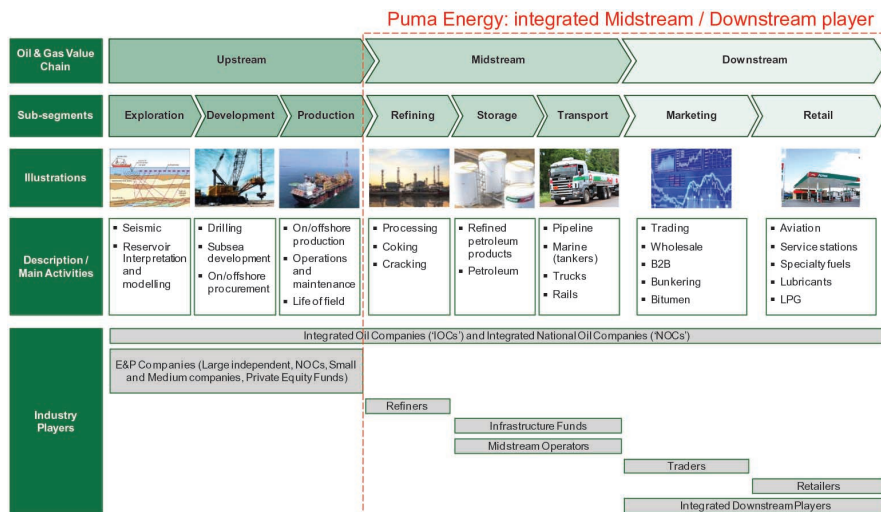 Puma Energy: integrated Midstream / Downstream player
Oil & Gas Value
Chain
Upstream
Midstream
Downstream
Sub-segments
Exploration
Development
Production
Refining
Storage
Transport
Marketing
Retail
Illustrations
Description /
Main Activities
▪ Seismic
▪ Reservoir
Interpretation
and
modelling
▪ Drilling
▪ Subsea
development
▪ On/offshore
procurement
▪ On/offshore
production
▪ Operations
and
maintenance
▪ Life of field
▪ Processing
▪ Coking
▪ Cracking
▪ Refined
petroleum
products
▪ Petroleum
▪ Pipeline
▪ Marine
(tankers)
▪ Trucks
▪ Rails
▪ Trading
▪ Wholesale
▪ B2B
▪ Bunkering
▪ Bitumen
▪ Aviation
▪ Service stations
▪ Specialty fuels
▪ Lubricants
▪ LPG
Industry
Players
Integrated Oil Companies (‘IOCs’) and Integrated National Oil Companies (‘NOCs’)
E&P Companies (Large independent, NOCs, Small
and Medium companies, Private Equity Funds)
Refiners
Infrastructure Funds
Midstream Operators
Traders
Retailers
Integrated Downstream Players